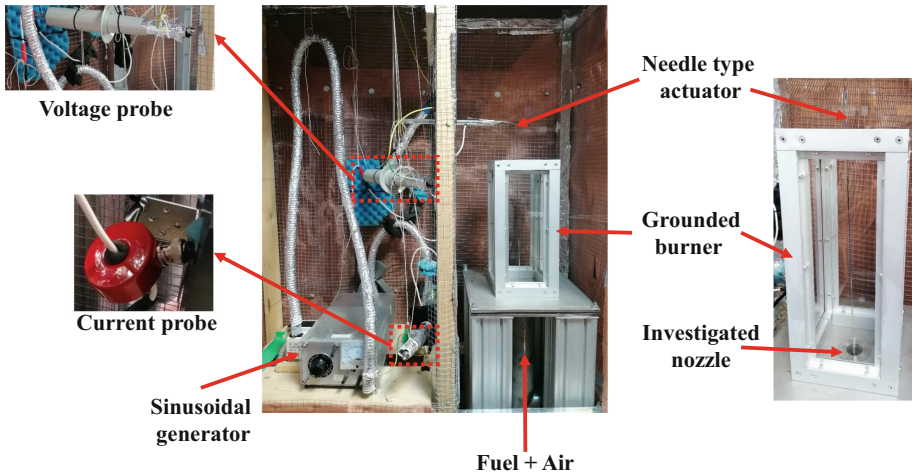 Voltage probe
Current probe
Sinusoidal
generator
Fuel + Air
Needle type
actuator
Grounded
burner
Investigated
nozzle